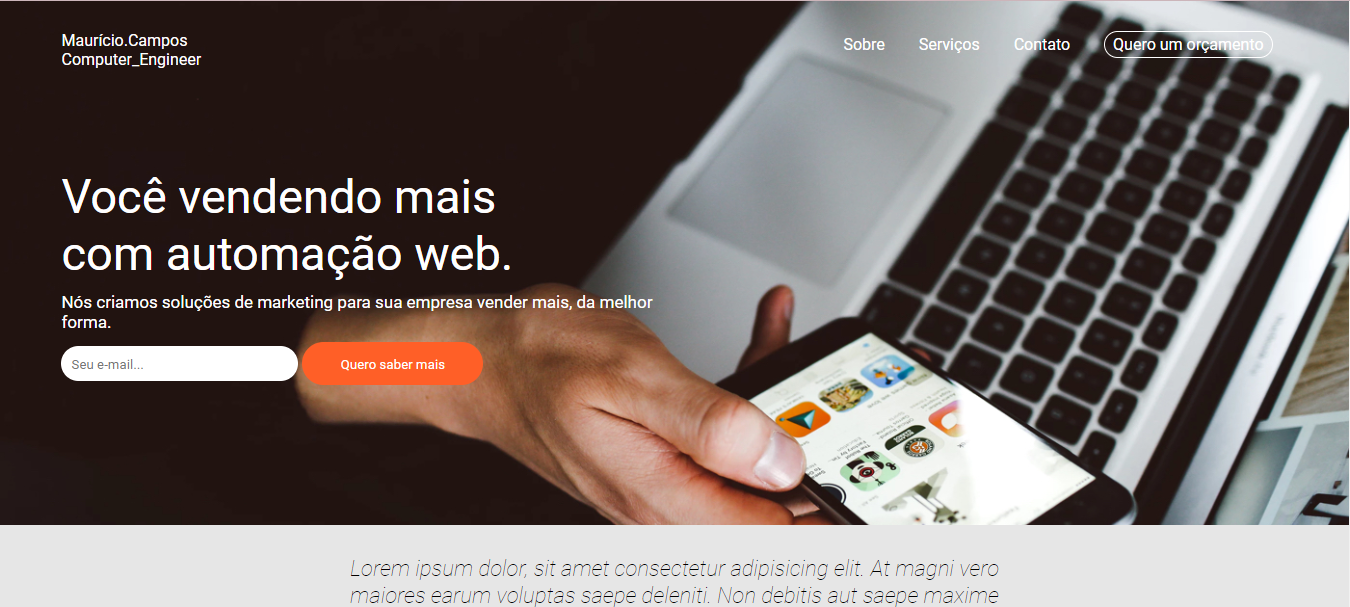 Maurício.Campos
Computer_Engineer
Sobre Serviços Contato Quero um orçamento
Você vendendo mais
com automação web.
Nós criamos soluções de marketing para sua empresa vender mais, da melhor
forma.
Seu e-mail... Quero saber mais
Lorem ipsum dolor, sit amet consectetur adipisicing elit. At magni vero
maiores earum voluptas saepe deleniti. Non debitis aut saepe maxime